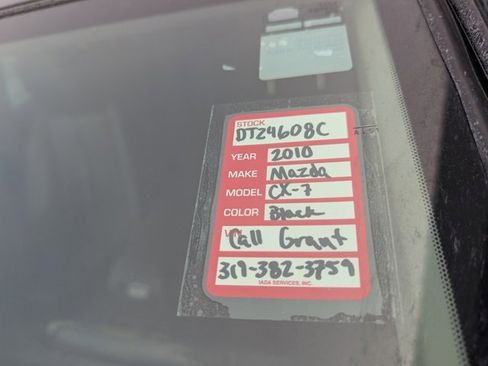 STOCK
DT24608C
YEAR 2010
MAKE Mazda
MODEL CX-7
COLOR Black
Call Grant
319-382-3759
IADA SERVICES, INC.